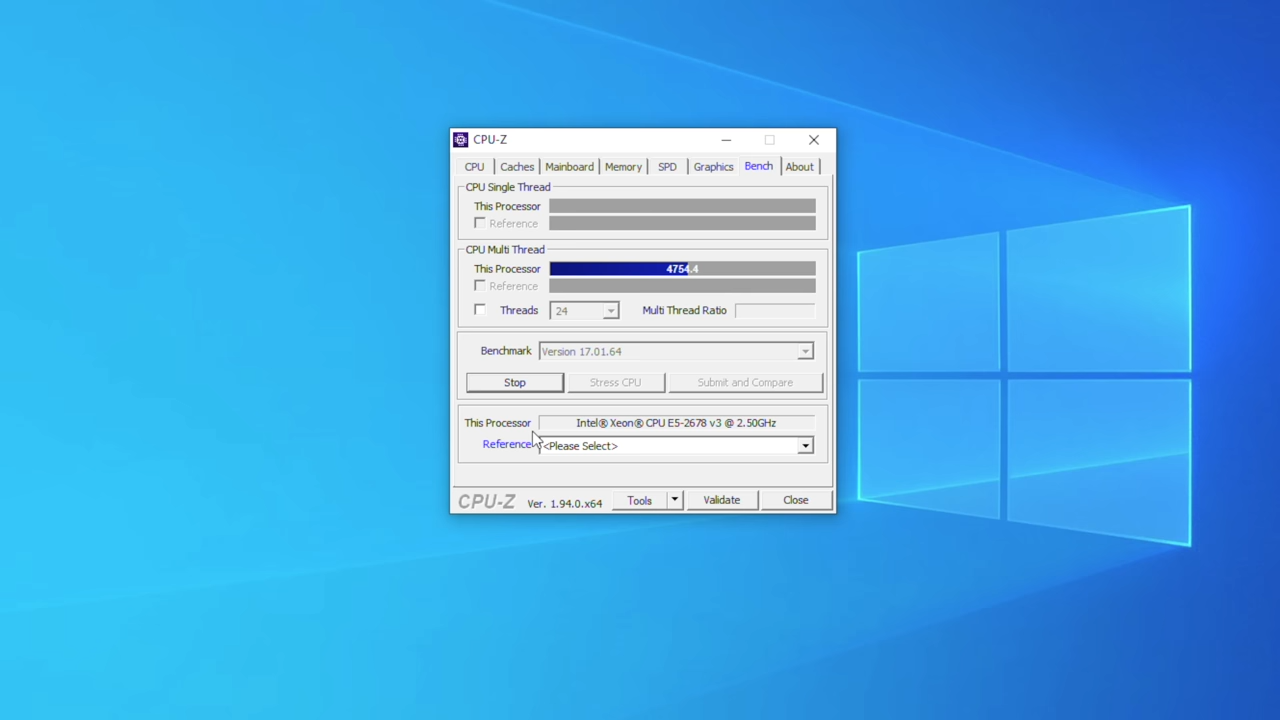 CPU-Z
CPU Caches Mainboard Memory SPD Graphics Bench About
CPU Single Thread
This Processor
Reference
CPU Multi Thread
This Processor 4754.4
Reference
Threads 24 Multi Thread Ratio
Benchmark Version 17.01.64
Stop Stress CPU Submit and Compare
This Processor Intel® Xeon® CPU E5-2678 v3 @ 2.50GHz
Reference <Please Select>
CPU-Z Ver. 1.94.0.x64 Tools Validate Close